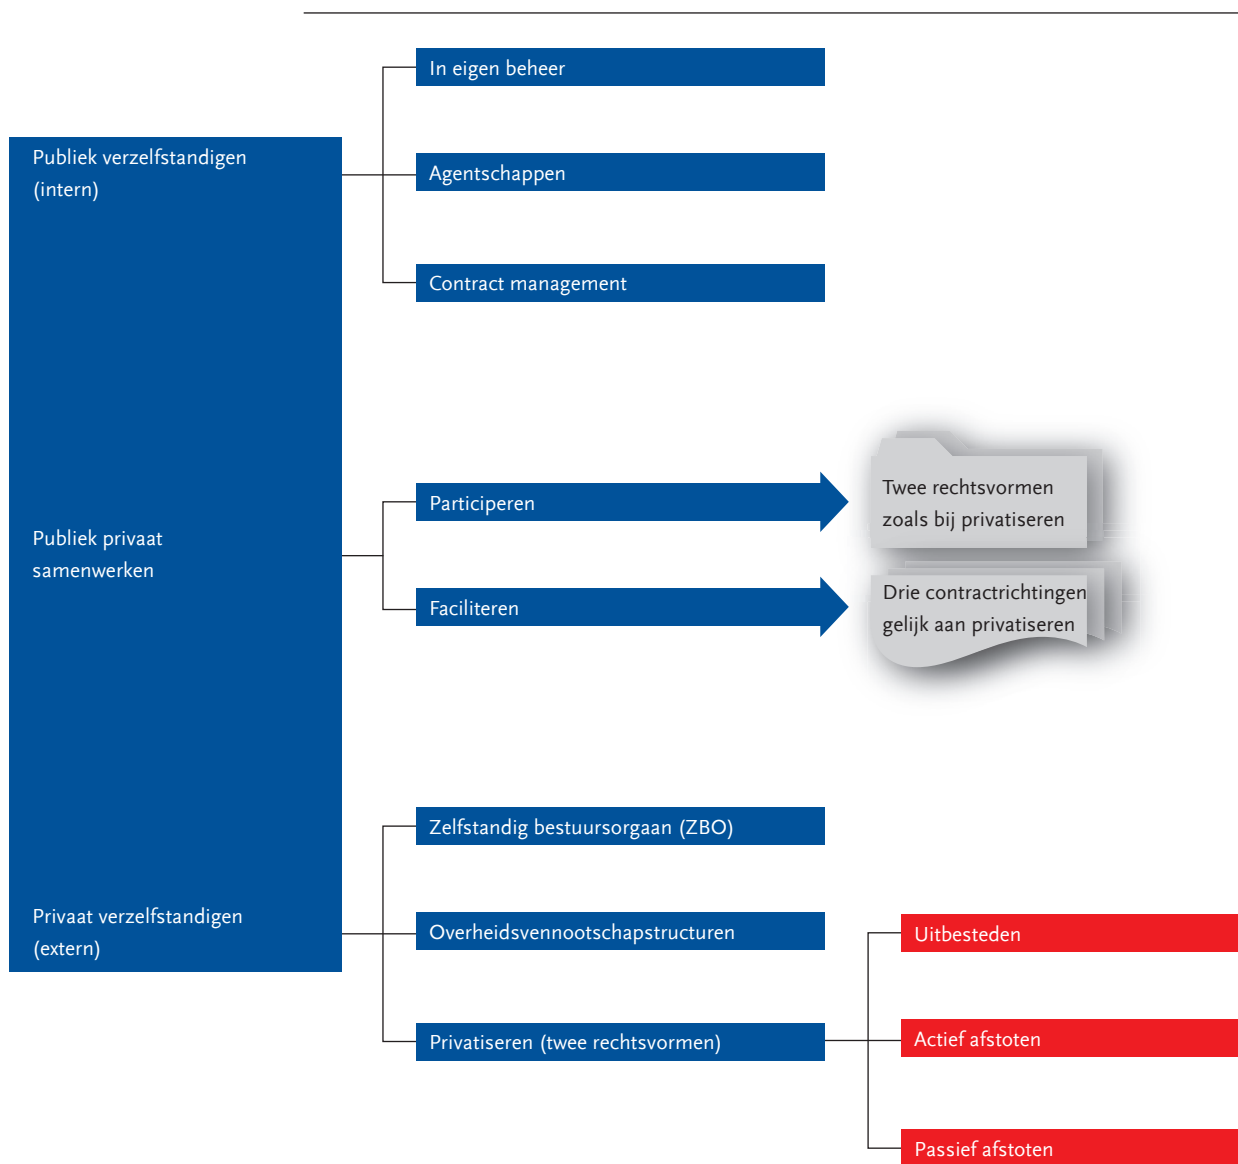 In eigen beheer
Publiek verzelfstandigen
(intern)
Agentschappen
Contract management
Participeren
Twee rechtsvormen
zoals bij privatiseren
Publiek privaat
samenwerken
Faciliteren
Drie contractrichtingen
gelijk aan privatiseren
Zelfstandig bestuursorgaan (ZBO)
Privaat verzelfstandigen
(extern)
Overheidsvennootschapstructuren
Uitbesteden
Privatiseren (twee rechtsvormen)
Actief afstoten
Passief afstoten